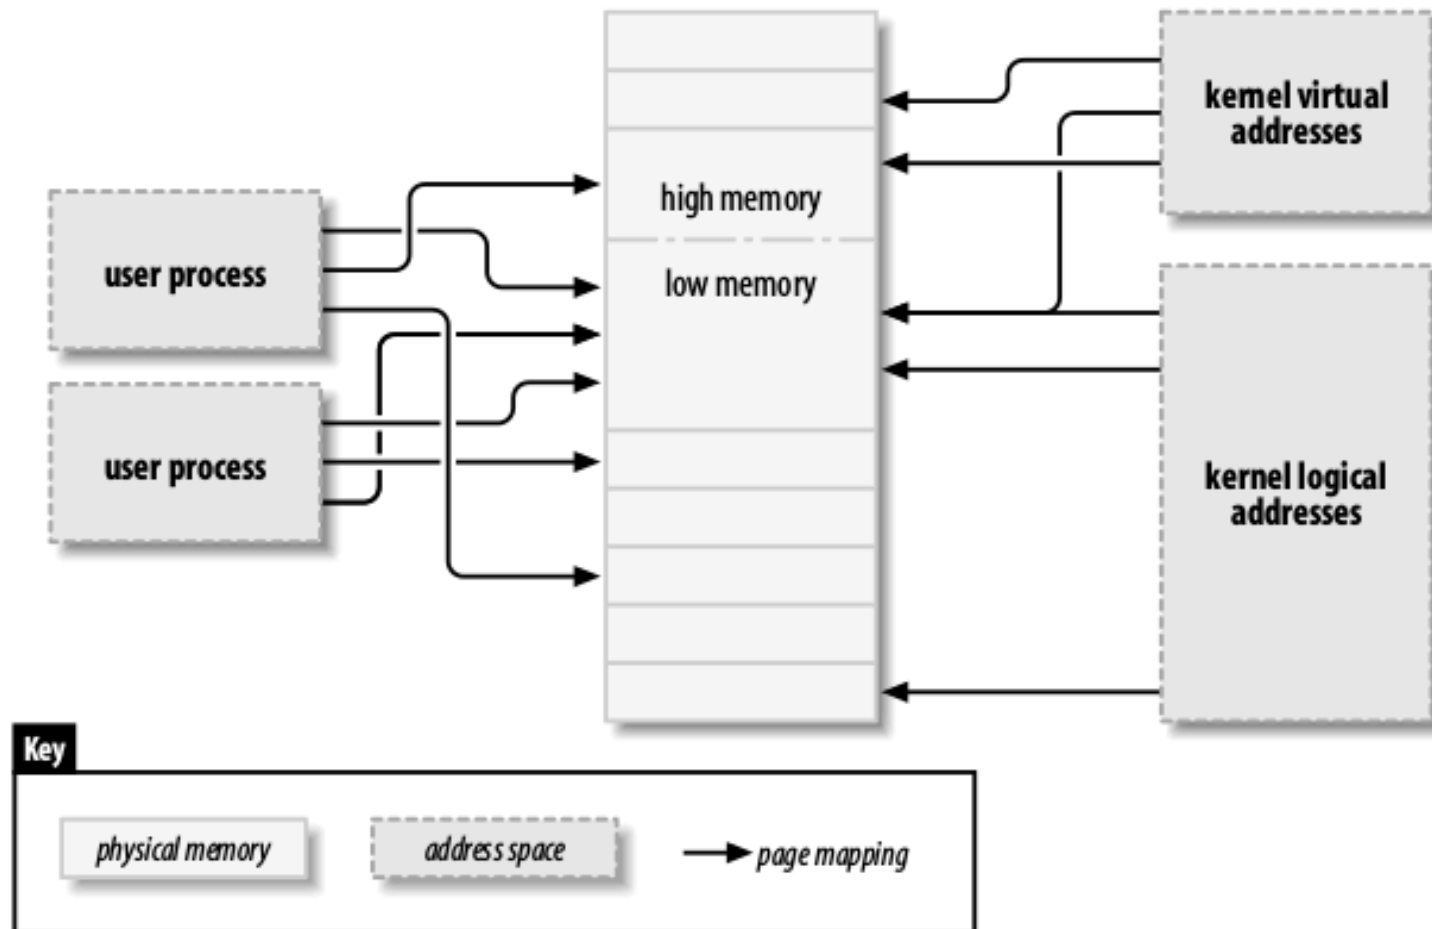 kernel virtual
addresses
high memory
user process
low memory
user process
kernel logical
addresses
Key
physical memory
address space
page mapping